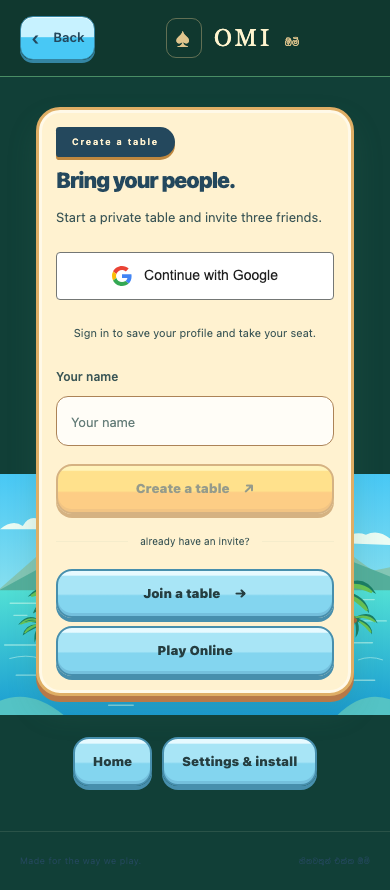 Back
OMI
Create a table
Bring your people.
Start a private table and invite three friends.
Continue with Google
Sign in to save your profile and take your seat.
Your name
Your name
Create a table
already have an invite?
Join a table
Play Online
Home
Settings & install
Made for the way we play